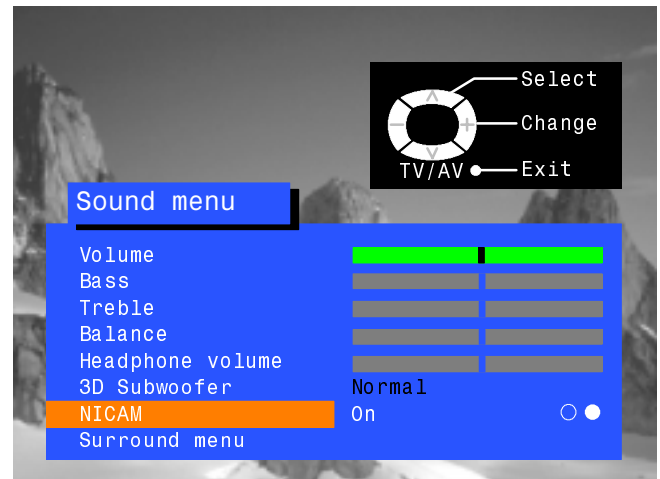 Select
Change
TV/AV Exit
Sound menu
Volume
Bass
Treble
Balance
Headphone volume
3D Subwoofer Normal
NICAM On
Surround menu